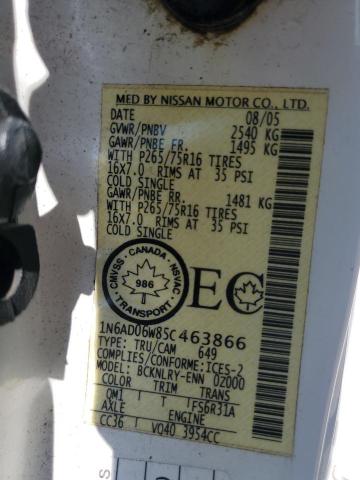 MFD BY NISSAN MOTOR CO., LTD.
DATE 08/05
GVWR/PNBV 2540 KG
GAWR/PNBE FR. 1495 KG
WITH P265/75R16 TIRES
16X7.0 RIMS AT 35 PSI
COLD SINGLE
GAWR/PNBE RR. 1481 KG
WITH P265/75R16 TIRES
16X7.0 RIMS AT 35 PSI
COLD SINGLE
CANADA
CMVSS NSVAC
986
TRANSPORT
EC
1N6AD06W85C463866
TYPE: TRU/CAM 649
COMPLIES/CONFORME:ICES-2
MODEL: BCKNLRY-ENN 0Z000
COLOR TRIM TRANS
QM1 T FS6R31A
AXLE ENGINE
CC36 VQ40 3954CC